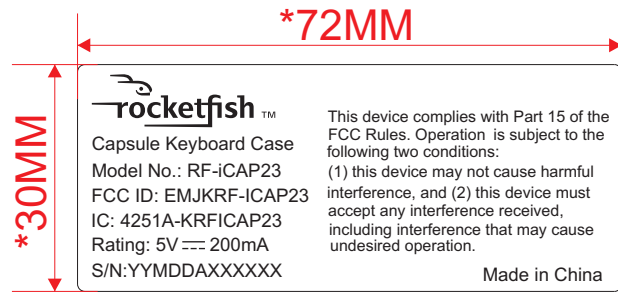 *72MM
*30MM
rocketfish ™
Capsule Keyboard Case
Model No.: RF-iCAP23
FCC ID: EMJKRF-ICAP23
IC: 4251A-KRFICAP23
Rating: 5V ⎓ 200mA
S/N:YYMDDAXXXXXX
This device complies with Part 15 of the
FCC Rules. Operation is subject to the
following two conditions:
(1) this device may not cause harmful
interference, and (2) this device must
accept any interference received,
including interference that may cause
undesired operation.
Made in China